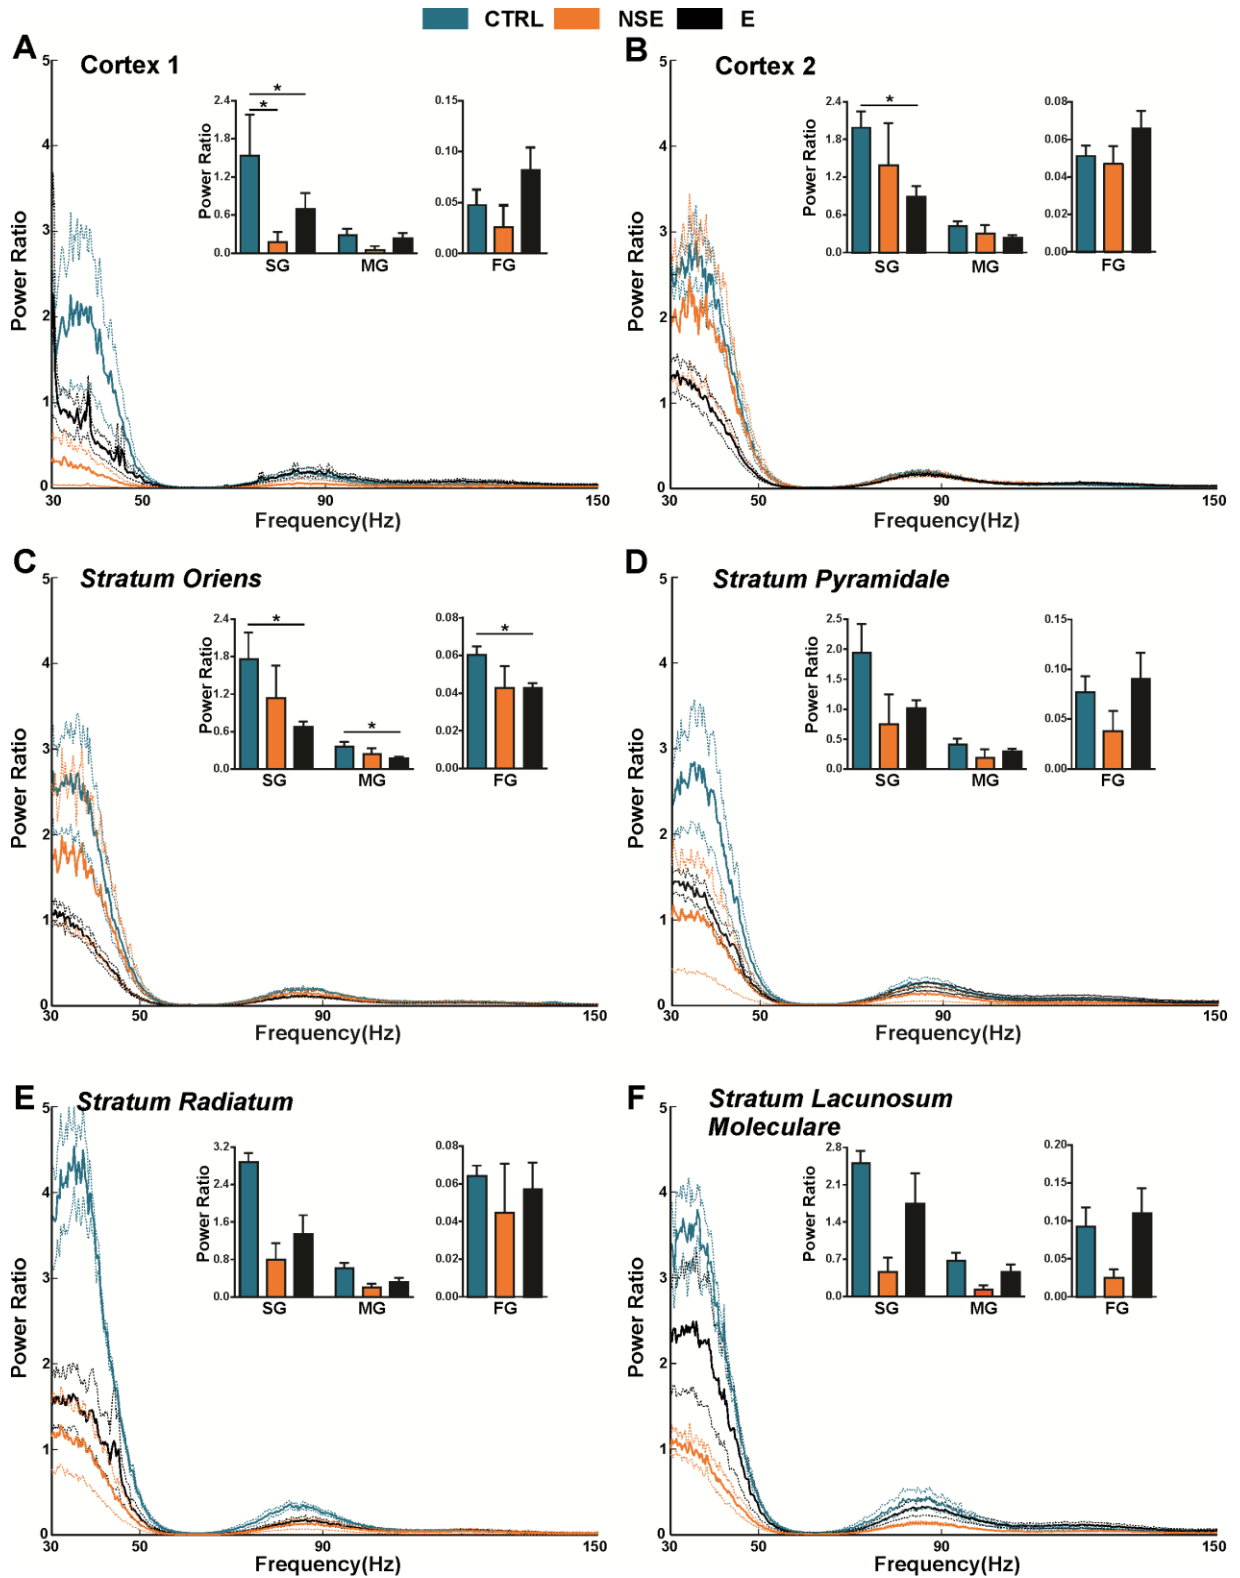 CTRL NSE E
A Cortex 1
5
4
3
2
1
0
Power Ratio
30 50 90 150
Frequency(Hz)
2.4
1.8
1.2
0.6
0.0
Power Ratio
* *
SG MG
0.15
0.10
0.05
0.00
FG
B Cortex 2
5
4
3
2
1
0
Power Ratio
30 50 90 150
Frequency(Hz)
2.4
1.8
1.2
0.6
0.0
Power Ratio
*
SG MG
0.08
0.06
0.04
0.02
0.00
FG
C Stratum Oriens
5
4
3
2
1
0
Power Ratio
30 50 90 150
Frequency(Hz)
2.4
1.8
1.2
0.6
0.0
Power Ratio
* *
SG MG
0.08
0.06
0.04
0.02
0.00
*
FG
D Stratum Pyramidale
5
4
3
2
1
0
Power Ratio
30 50 90 150
Frequency(Hz)
2.5
2.0
1.5
1.0
0.5
0.0
Power Ratio
SG MG
0.15
0.10
0.05
0.00
FG
E Stratum Radiatum
5
4
3
2
1
0
Power Ratio
30 50 90 150
Frequency(Hz)
3.2
2.4
1.6
0.8
0.0
Power Ratio
SG MG
0.08
0.06
0.04
0.02
0.00
FG
F Stratum Lacunosum
Moleculare
5
4
3
2
1
0
Power Ratio
30 50 90 150
Frequency(Hz)
2.8
2.1
1.4
0.7
0.0
Power Ratio
SG MG
0.20
0.15
0.10
0.05
0.00
FG